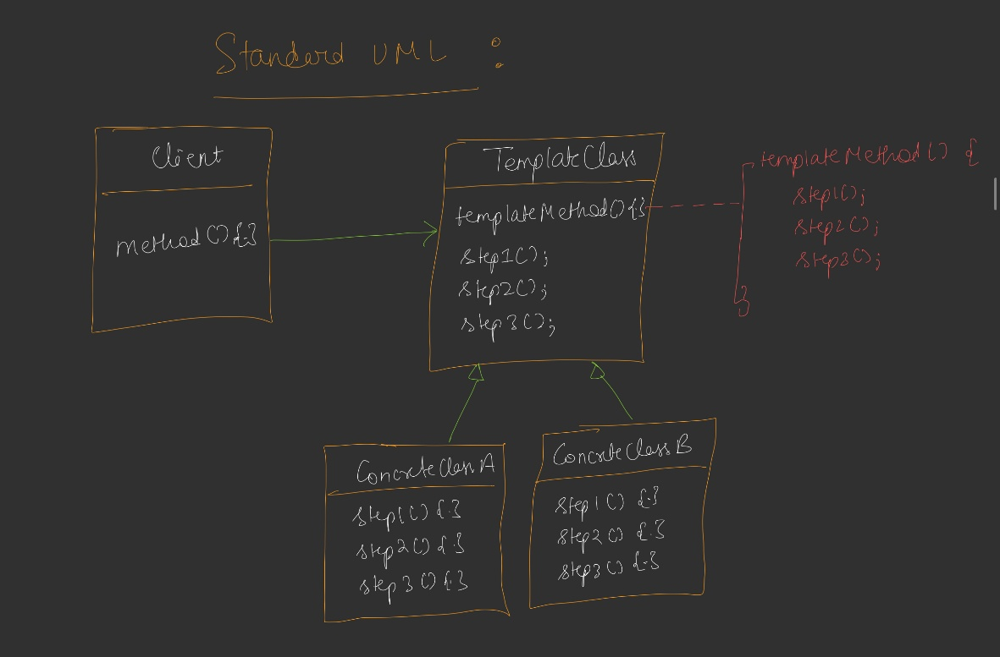 Standard UML :
Client
method() {..}
TemplateClass
templateMethod() {..}
step1();
step2();
step3();
templateMethod() {
step1();
step2();
step3();
}
ConcreteClassA
step1() {..}
step2() {..}
step3() {..}
ConcreteClassB
step1() {..}
step2() {..}
step3() {..}